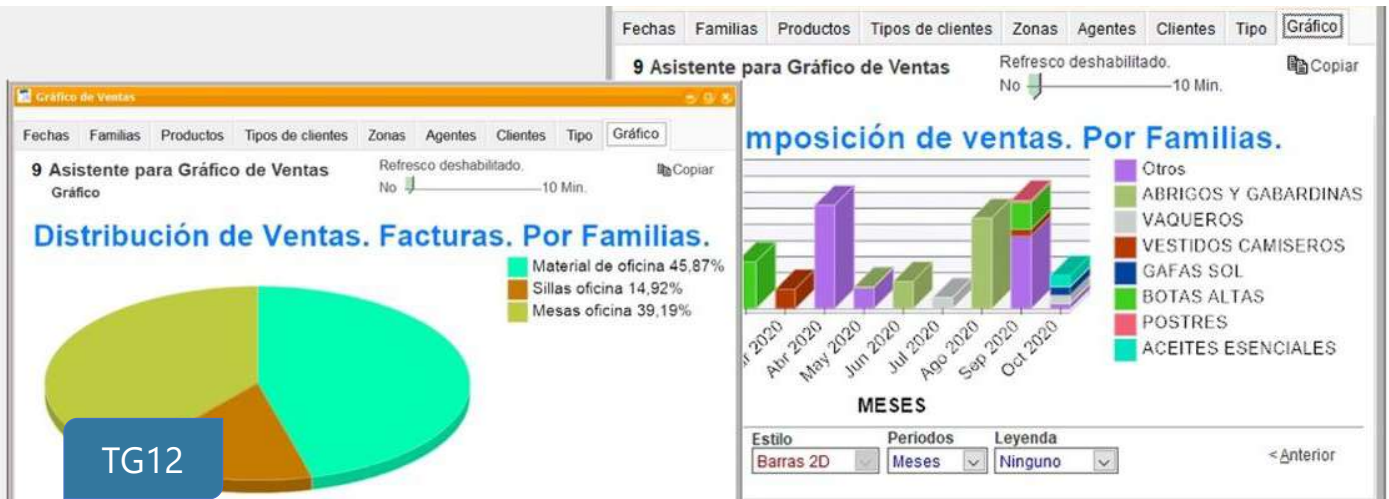 Gráfico de Ventas
Fechas Familias Productos Tipos de clientes Zonas Agentes Clientes Tipo Gráfico
9 Asistente para Gráfico de Ventas
Gráfico
Refresco deshabilitado.
No 10 Min.
Copiar
Distribución de Ventas. Facturas. Por Familias.
Material de oficina 45,87%
Sillas oficina 14,92%
Mesas oficina 39,19%
TG12
Fechas Familias Productos Tipos de clientes Zonas Agentes Clientes Tipo Gráfico
9 Asistente para Gráfico de Ventas
Refresco deshabilitado.
No 10 Min.
Copiar
mposición de ventas. Por Familias.
Otros
ABRIGOS Y GABARDINAS
VAQUEROS
VESTIDOS CAMISEROS
GAFAS SOL
BOTAS ALTAS
POSTRES
ACEITES ESENCIALES
r 2020
Abr 2020
May 2020
Jun 2020
Jul 2020
Ago 2020
Sep 2020
Oct 2020
MESES
Estilo Periodos Leyenda
Barras 2D Meses Ninguno
< Anterior